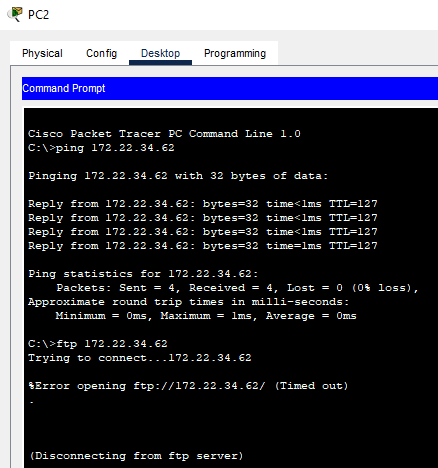 PC2
Physical Config Desktop Programming
Command Prompt
Cisco Packet Tracer PC Command Line 1.0
C:\>ping 172.22.34.62
Pinging 172.22.34.62 with 32 bytes of data:
Reply from 172.22.34.62: bytes=32 time<1ms TTL=127
Reply from 172.22.34.62: bytes=32 time<1ms TTL=127
Reply from 172.22.34.62: bytes=32 time=1ms TTL=127
Reply from 172.22.34.62: bytes=32 time=1ms TTL=127
Ping statistics for 172.22.34.62:
Packets: Sent = 4, Received = 4, Lost = 0 (0% loss),
Approximate round trip times in milli-seconds:
Minimum = 0ms, Maximum = 1ms, Average = 0ms
C:\>ftp 172.22.34.62
Trying to connect...172.22.34.62
%Error opening ftp://172.22.34.62/ (Timed out)
.
(Disconnecting from ftp server)